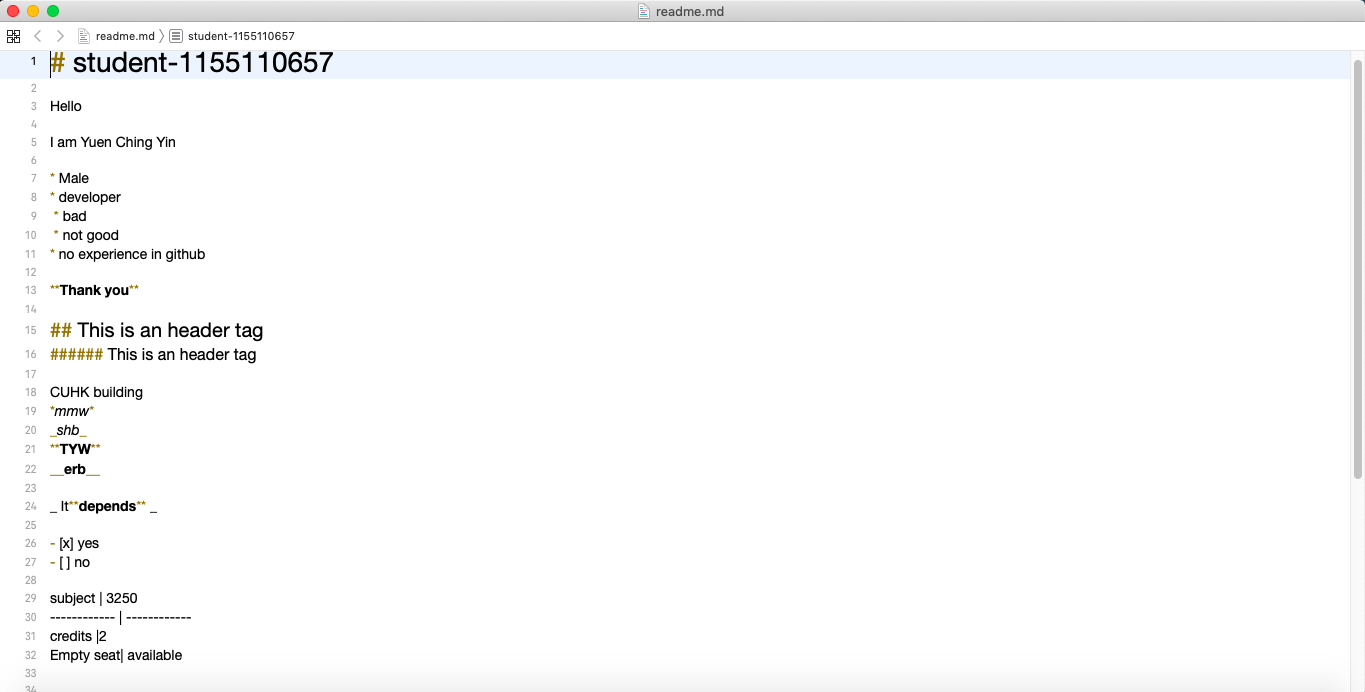 readme.md
readme.md > student-1155110657
1 # student-1155110657
2
3 Hello
4
5 I am Yuen Ching Yin
6
7 * Male
8 * developer
9  * bad
10  * not good
11 * no experience in github
12
13 **Thank you**
14
15 ## This is an header tag
16 ###### This is an header tag
17
18 CUHK building
19 *mmw*
20 _shb_
21 **TYW**
22 __erb__
23
24 _ It**depends** _
25
26 - [x] yes
27 - [ ] no
28
29 subject | 3250
30 ------------ | ------------
31 credits |2
32 Empty seat| available
33
34